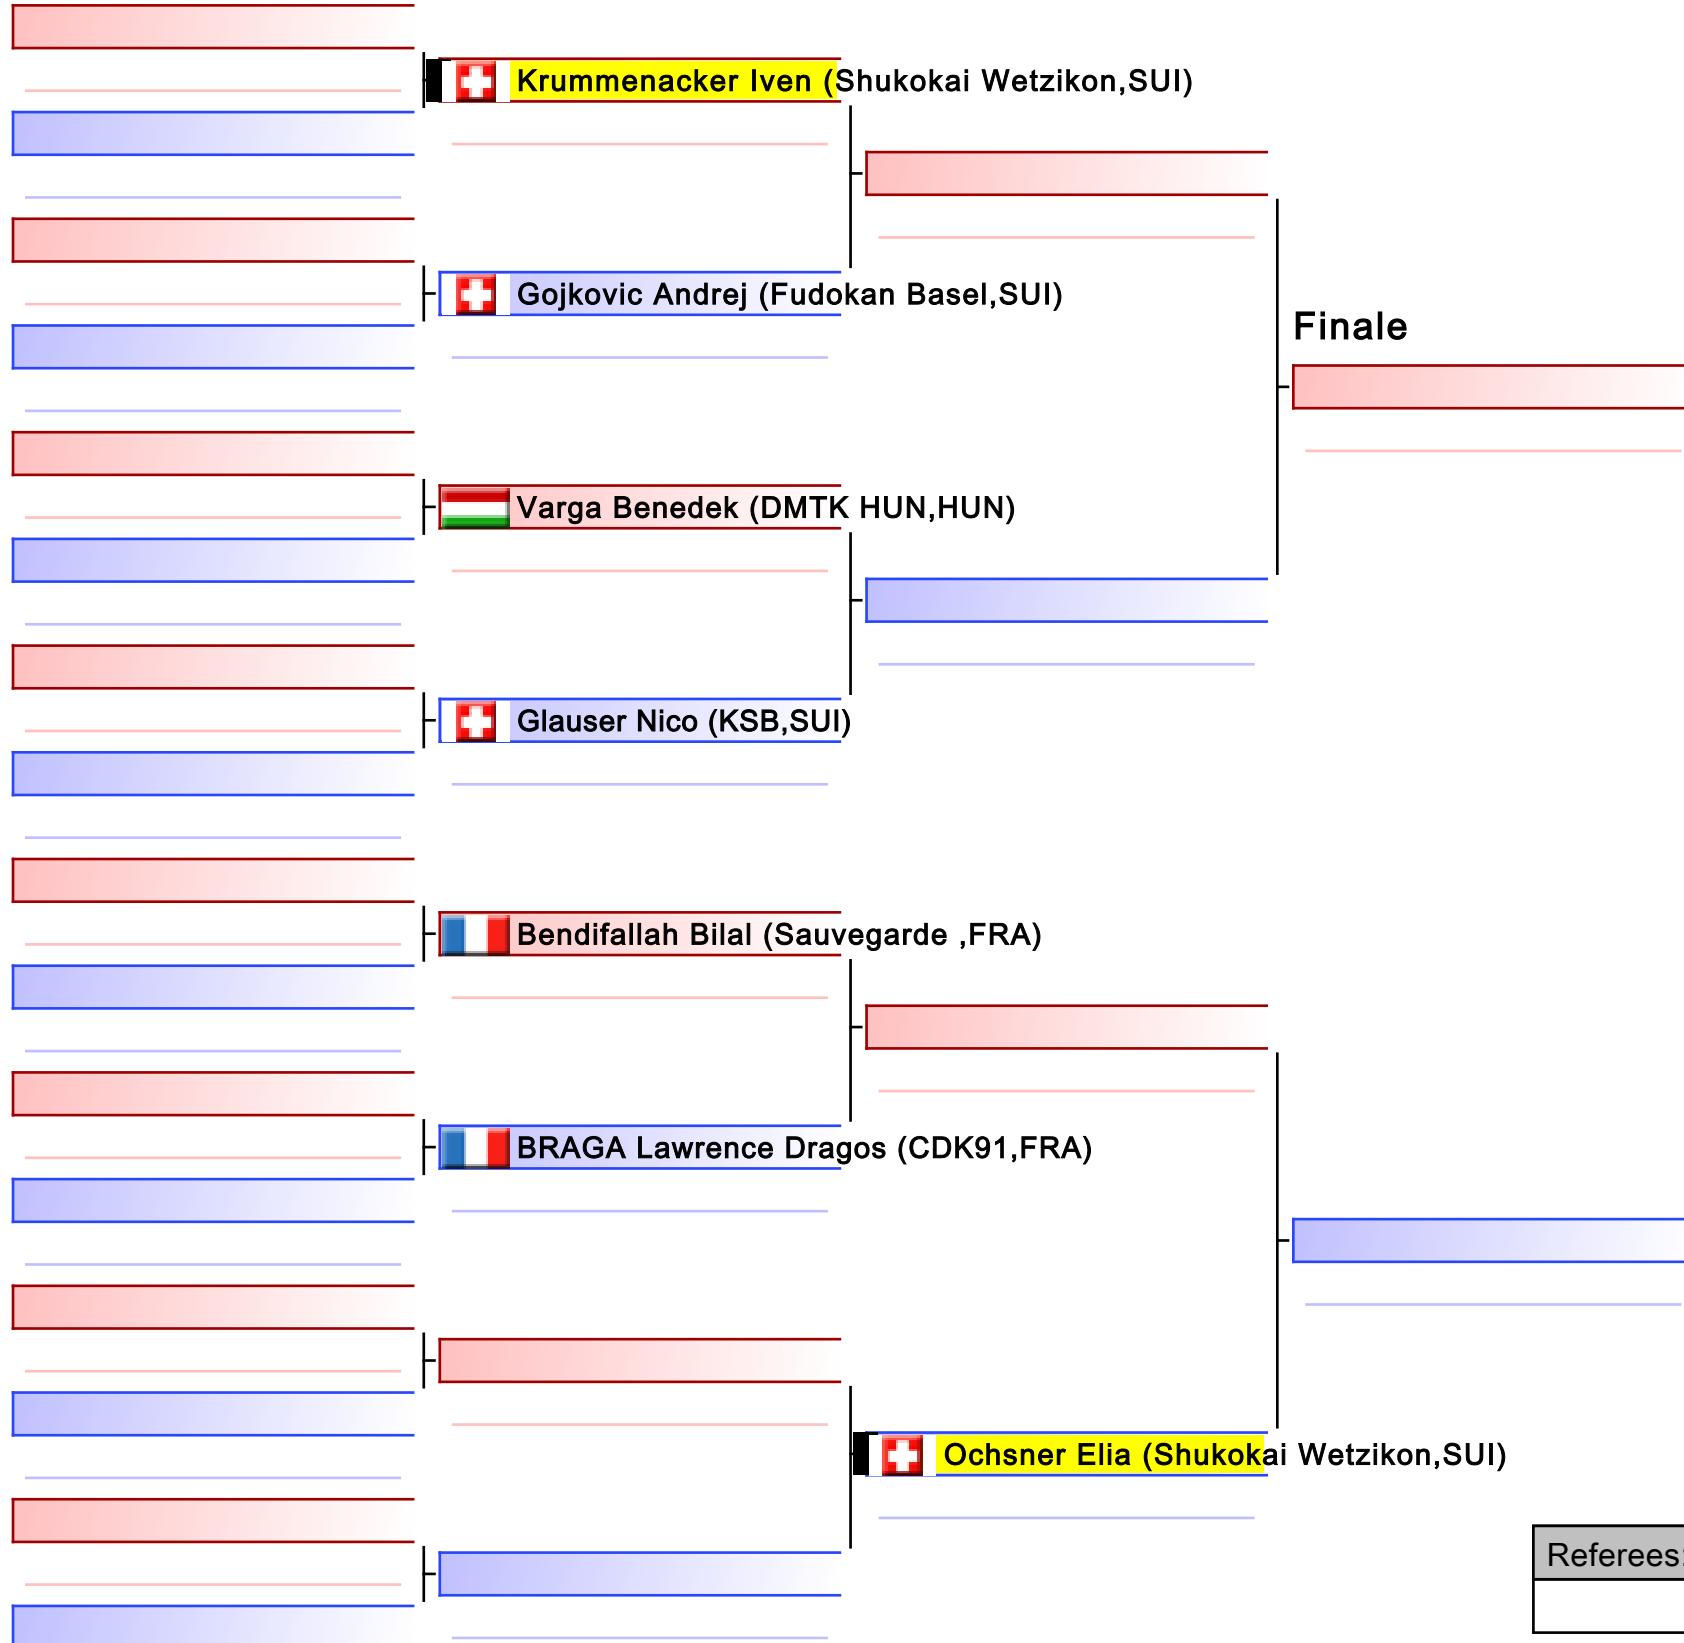 Krummenacker Iven (Shukokai Wetzikon,SUI)
Gojkovic Andrej (Fudokan Basel,SUI)
Finale
Varga Benedek (DMTK HUN,HUN)
Glauser Nico (KSB,SUI)
Bendifallah Bilal (Sauvegarde ,FRA)
BRAGA Lawrence Dragos (CDK91,FRA)
Ochsner Elia (Shukokai Wetzikon,SUI)
Referees: